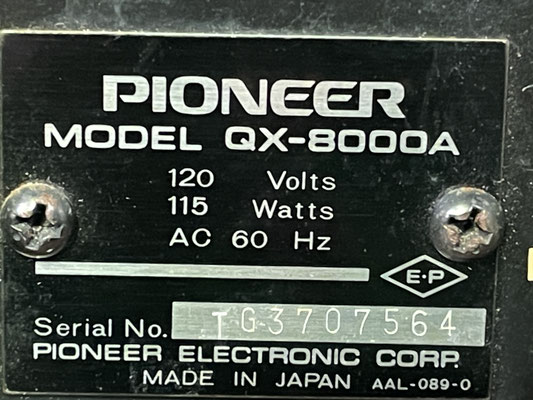 PIONEER
MODEL QX-8000A
120 Volts
115 Watts
AC 60 Hz
E·P
Serial No. TG3707564
PIONEER ELECTRONIC CORP.
MADE IN JAPAN AAL-089-0